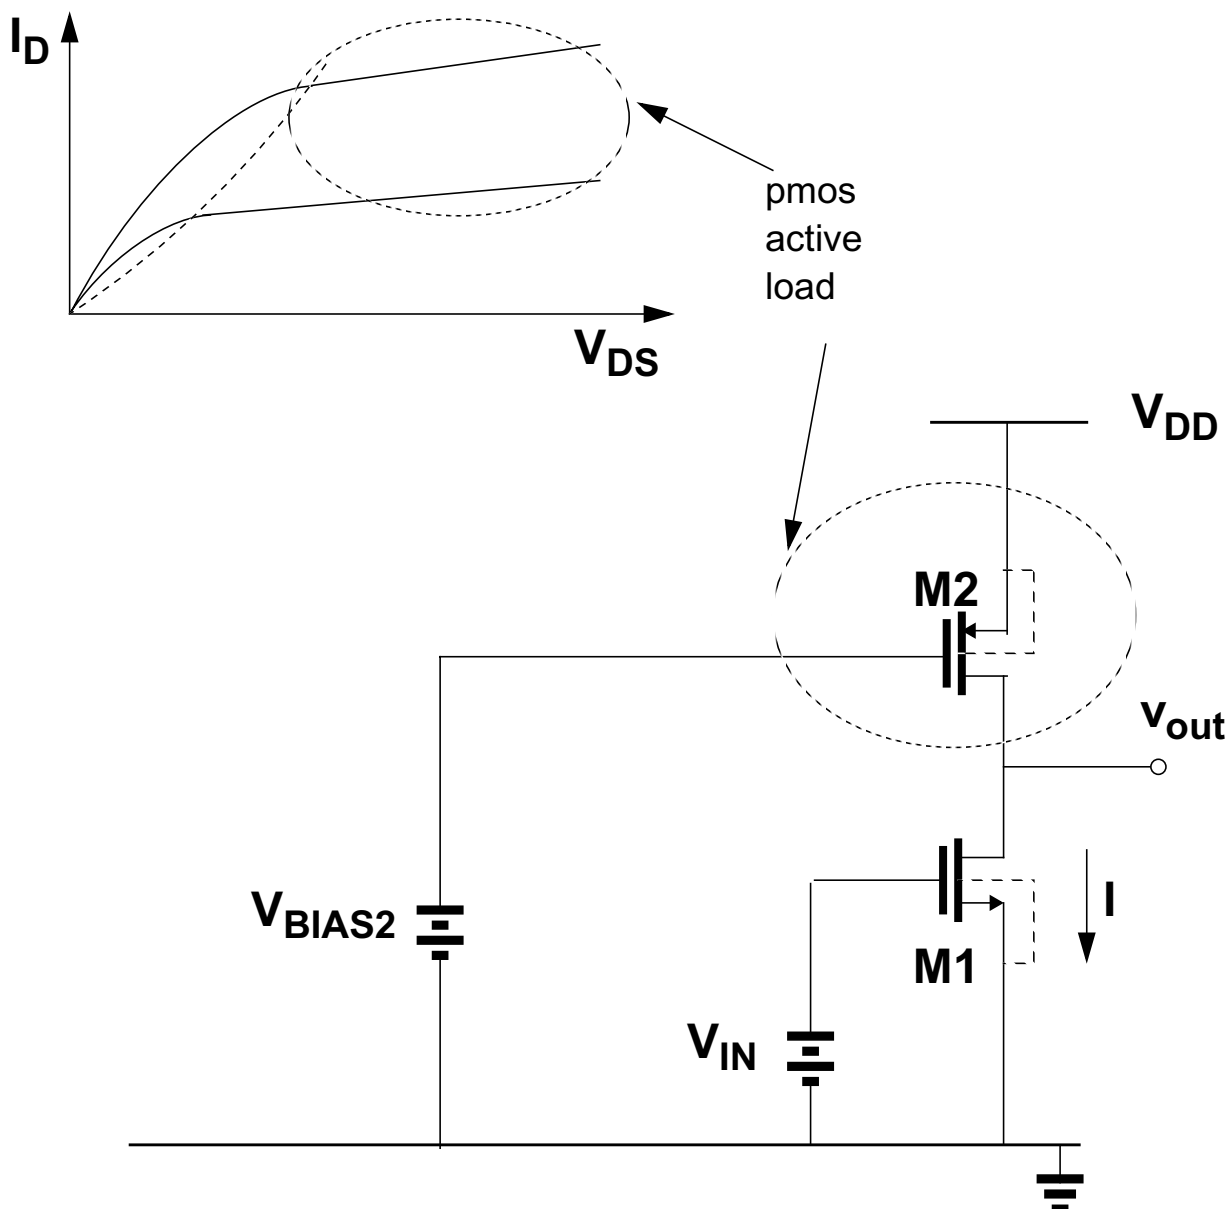 I_D
pmos
active
load
V_DS
V_DD
M2
v_out
V_BIAS2
I
M1
V_IN